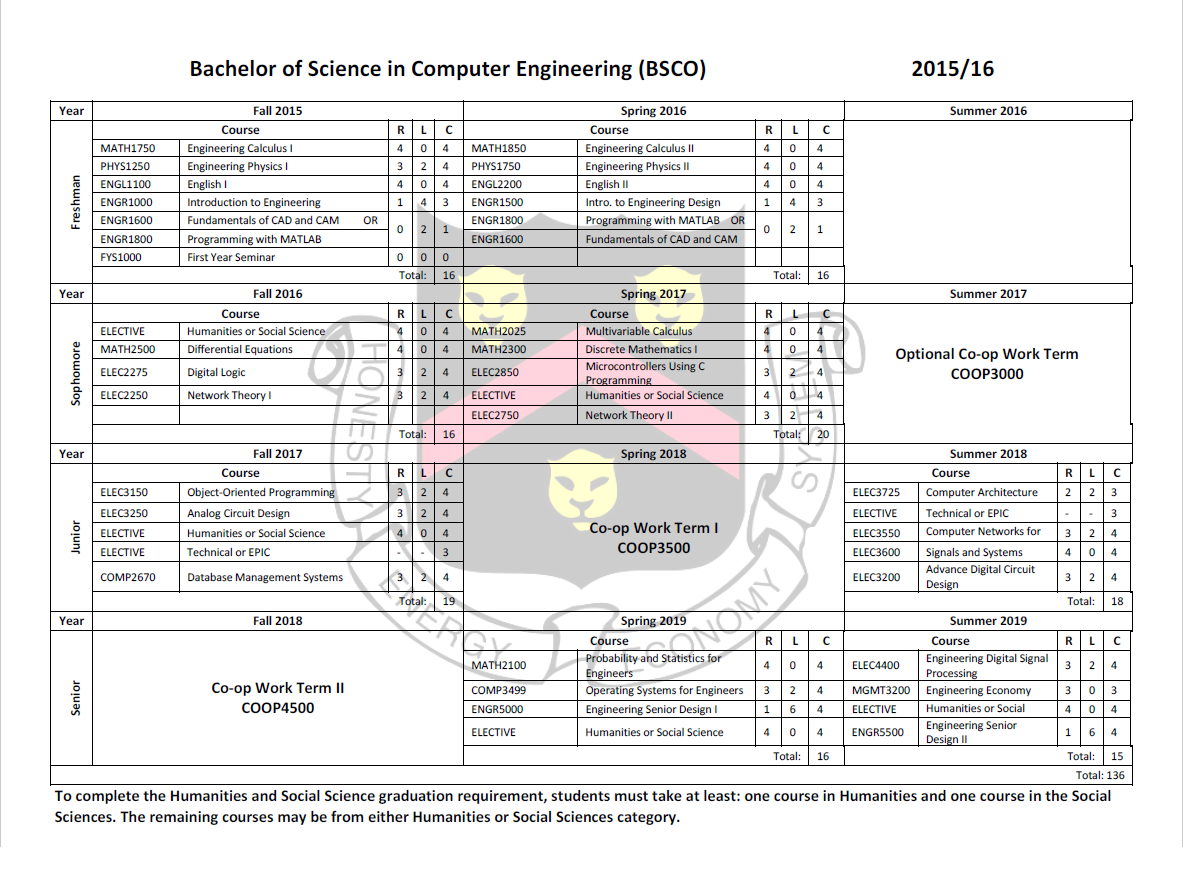 Bachelor of Science in Computer Engineering (BSCO) 2015/16
Year Fall 2015 Spring 2016 Summer 2016
Freshman
Course R L C Course R L C
MATH1750 Engineering Calculus I 4 0 4 MATH1850 Engineering Calculus II 4 0 4
PHYS1250 Engineering Physics I 3 2 4 PHYS1750 Engineering Physics II 4 0 4
ENGL1100 English I 4 0 4 ENGL2200 English II 4 0 4
ENGR1000 Introduction to Engineering 1 4 3 ENGR1500 Intro. to Engineering Design 1 4 3
ENGR1600 Fundamentals of CAD and CAM OR ENGR1800 Programming with MATLAB OR
0 2 1 0 2 1
ENGR1800 Programming with MATLAB ENGR1600 Fundamentals of CAD and CAM
FYS1000 First Year Seminar 0 0 0
Total: 16 Total: 16
Year Fall 2016 Spring 2017 Summer 2017
Sophomore
Course R L C Course R L C
ELECTIVE Humanities or Social Science 4 0 4 MATH2025 Multivariable Calculus 4 0 4
MATH2500 Differential Equations 4 0 4 MATH2300 Discrete Mathematics I 4 0 4
Optional Co-op Work Term
COOP3000
ELEC2275 Digital Logic 3 2 4 ELEC2850 Microcontrollers Using C
Programming 3 2 4
ELEC2250 Network Theory I 3 2 4 ELECTIVE Humanities or Social Science 4 0 4
ELEC2750 Network Theory II 3 2 4
Total: 16 Total: 20
Year Fall 2017 Spring 2018 Summer 2018
Junior
Course R L C Course R L C
ELEC3150 Object-Oriented Programming 3 2 4 ELEC3725 Computer Architecture 2 2 3
ELEC3250 Analog Circuit Design 3 2 4 ELECTIVE Technical or EPIC - - 3
Co-op Work Term I
COOP3500
ELECTIVE Humanities or Social Science 4 0 4 ELEC3550 Computer Networks for 3 2 4
ELECTIVE Technical or EPIC - - 3 ELEC3600 Signals and Systems 4 0 4
COMP2670 Database Management Systems 3 2 4 ELEC3200 Advance Digital Circuit
Design 3 2 4
Total: 19 Total: 18
Year Fall 2018 Spring 2019 Summer 2019
Senior
Course R L C Course R L C
Co-op Work Term II
COOP4500
MATH2100 Probability and Statistics for
Engineers 4 0 4 ELEC4400 Engineering Digital Signal
Processing 3 2 4
COMP3499 Operating Systems for Engineers 3 2 4 MGMT3200 Engineering Economy 3 0 3
ENGR5000 Engineering Senior Design I 1 6 4 ELECTIVE Humanities or Social 4 0 4
ELECTIVE Humanities or Social Science 4 0 4 ENGR5500 Engineering Senior
Design II 1 6 4
Total: 16 Total: 15
Total: 136
To complete the Humanities and Social Science graduation requirement, students must take at least: one course in Humanities and one course in the Social
Sciences. The remaining courses may be from either Humanities or Social Sciences category.
HONESTY
ENERGY
ECONOMY
SYSTEM